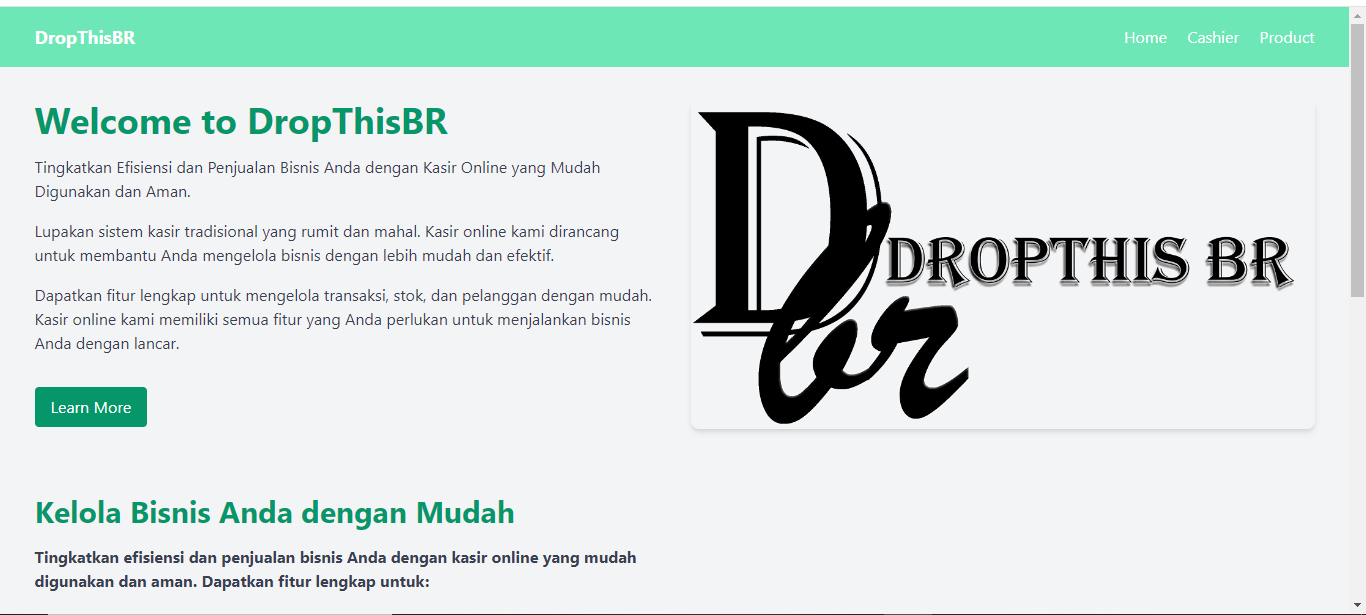 DropThisBR
Home Cashier Product
Welcome to DropThisBR
Tingkatkan Efisiensi dan Penjualan Bisnis Anda dengan Kasir Online yang Mudah
Digunakan dan Aman.
Lupakan sistem kasir tradisional yang rumit dan mahal. Kasir online kami dirancang
untuk membantu Anda mengelola bisnis dengan lebih mudah dan efektif.
Dapatkan fitur lengkap untuk mengelola transaksi, stok, dan pelanggan dengan mudah.
Kasir online kami memiliki semua fitur yang Anda perlukan untuk menjalankan bisnis
Anda dengan lancar.
Learn More
D
br
DROPTHIS BR
Kelola Bisnis Anda dengan Mudah
Tingkatkan efisiensi dan penjualan bisnis Anda dengan kasir online yang mudah
digunakan dan aman. Dapatkan fitur lengkap untuk: